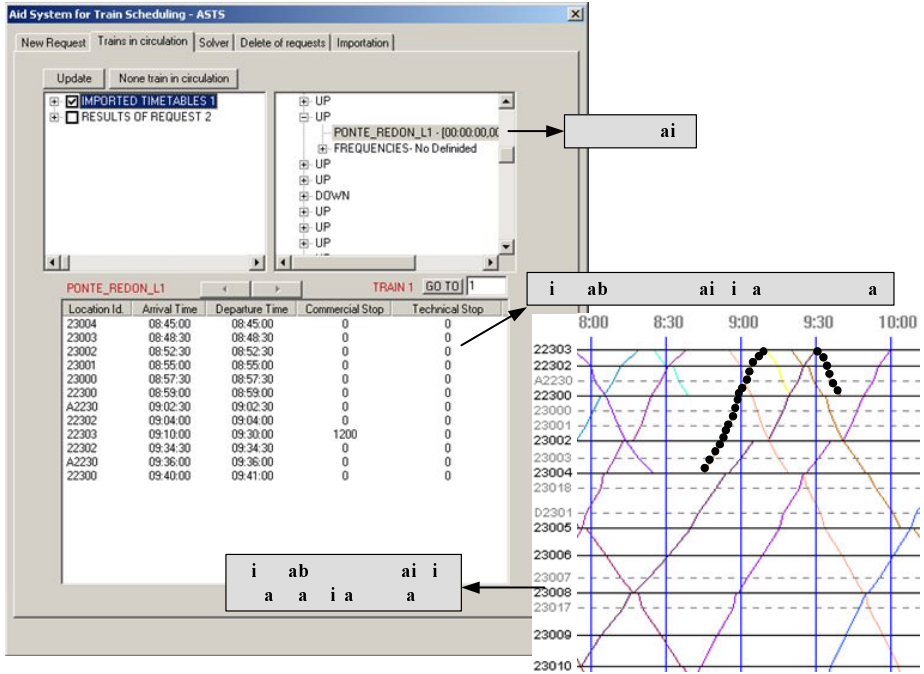 Aid System for Train Scheduling - ASTS
New Request Trains in circulation Solver Delete of requests Importation
Update None train in circulation
IMPORTED TIMETABLES 1
RESULTS OF REQUEST 2
UP
UP
PONTE_REDON_L1 - [00:00:00,00
FREQUENCIES- No Definided
UP
UP
DOWN
UP
UP
UP
ai
PONTE_REDON_L1 TRAIN 1 GO TO 1
i ab ai i a a
Location Id. Arrival Time Departure Time Commercial Stop Technical Stop
23004 08:45:00 08:45:00 0 0
23003 08:48:30 08:48:30 0 0
23002 08:52:30 08:52:30 0 0
23001 08:55:00 08:55:00 0 0
23000 08:57:30 08:57:30 0 0
22300 08:59:00 08:59:00 0 0
A2230 09:02:30 09:02:30 0 0
22302 09:04:00 09:04:00 0 0
22303 09:10:00 09:30:00 1200 0
22302 09:34:30 09:34:30 0 0
A2230 09:36:00 09:36:00 0 0
22300 09:40:00 09:41:00 0 0
8:00 8:30 9:00 9:30 10:00
22303
22302
A2230
22300
23000
23001
23002
23003
23004
23018
D2301
23005
23006
23007
23008
23017
23009
23010
i ab ai i
a a i a a